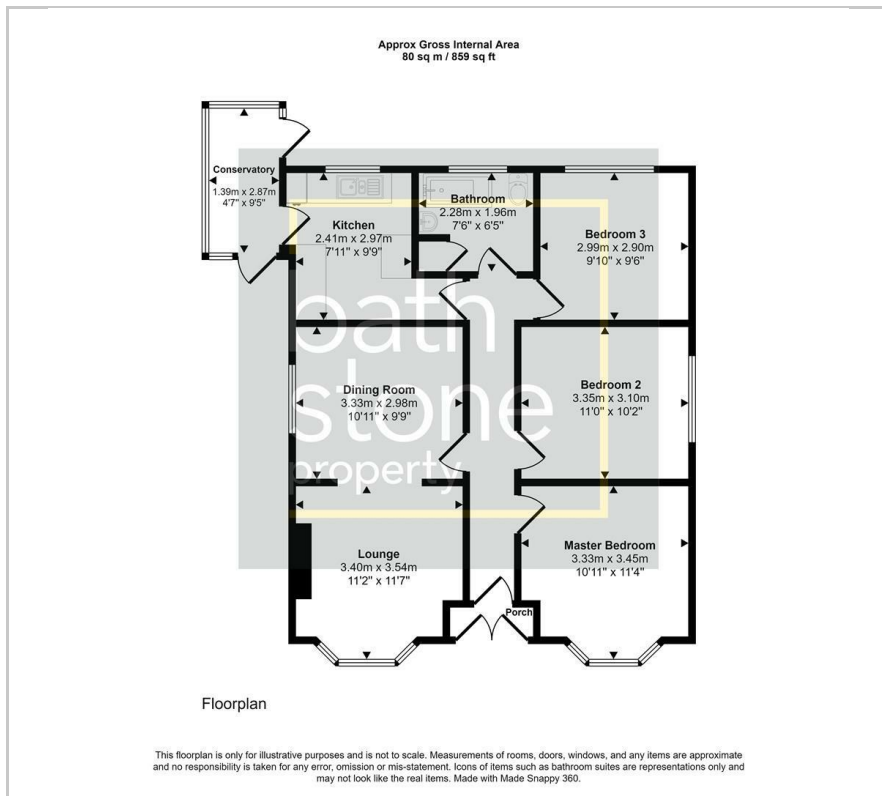 Approx Gross Internal Area
80 sq m / 859 sq ft
Conservatory
1.39m x 2.87m
4'7" x 9'5"
Kitchen
2.41m x 2.97m
7'11" x 9'9"
Bathroom
2.28m x 1.96m
7'6" x 6'5"
Bedroom 3
2.99m x 2.90m
9'10" x 9'6"
bath
stone
property
Dining Room
3.33m x 2.98m
10'11" x 9'9"
Bedroom 2
3.35m x 3.10m
11'0" x 10'2"
Lounge
3.40m x 3.54m
11'2" x 11'7"
Master Bedroom
3.33m x 3.45m
10'11" x 11'4"
Porch
Floorplan
This floorplan is only for illustrative purposes and is not to scale. Measurements of rooms, doors, windows, and any items are approximate
and no responsibility is taken for any error, omission or mis-statement. Icons of items such as bathroom suites are representations only and
may not look like the real items. Made with Made Snappy 360.